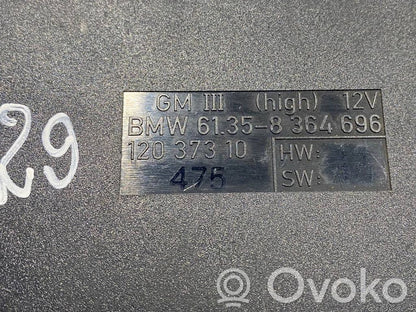 GM III (high) 12V
BMW 61.35-8 364 696
120 373 10 HW:
475 SW:
29
Ovoko